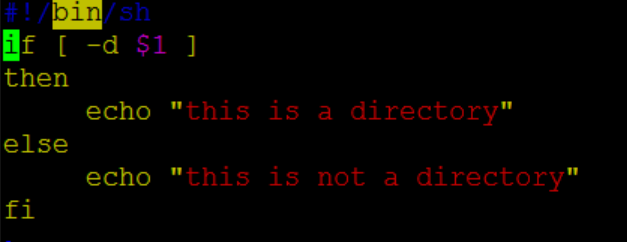 #!/bin/sh
if [ -d $1 ]
then
     echo "this is a directory"
else
     echo "this is not a directory"
fi